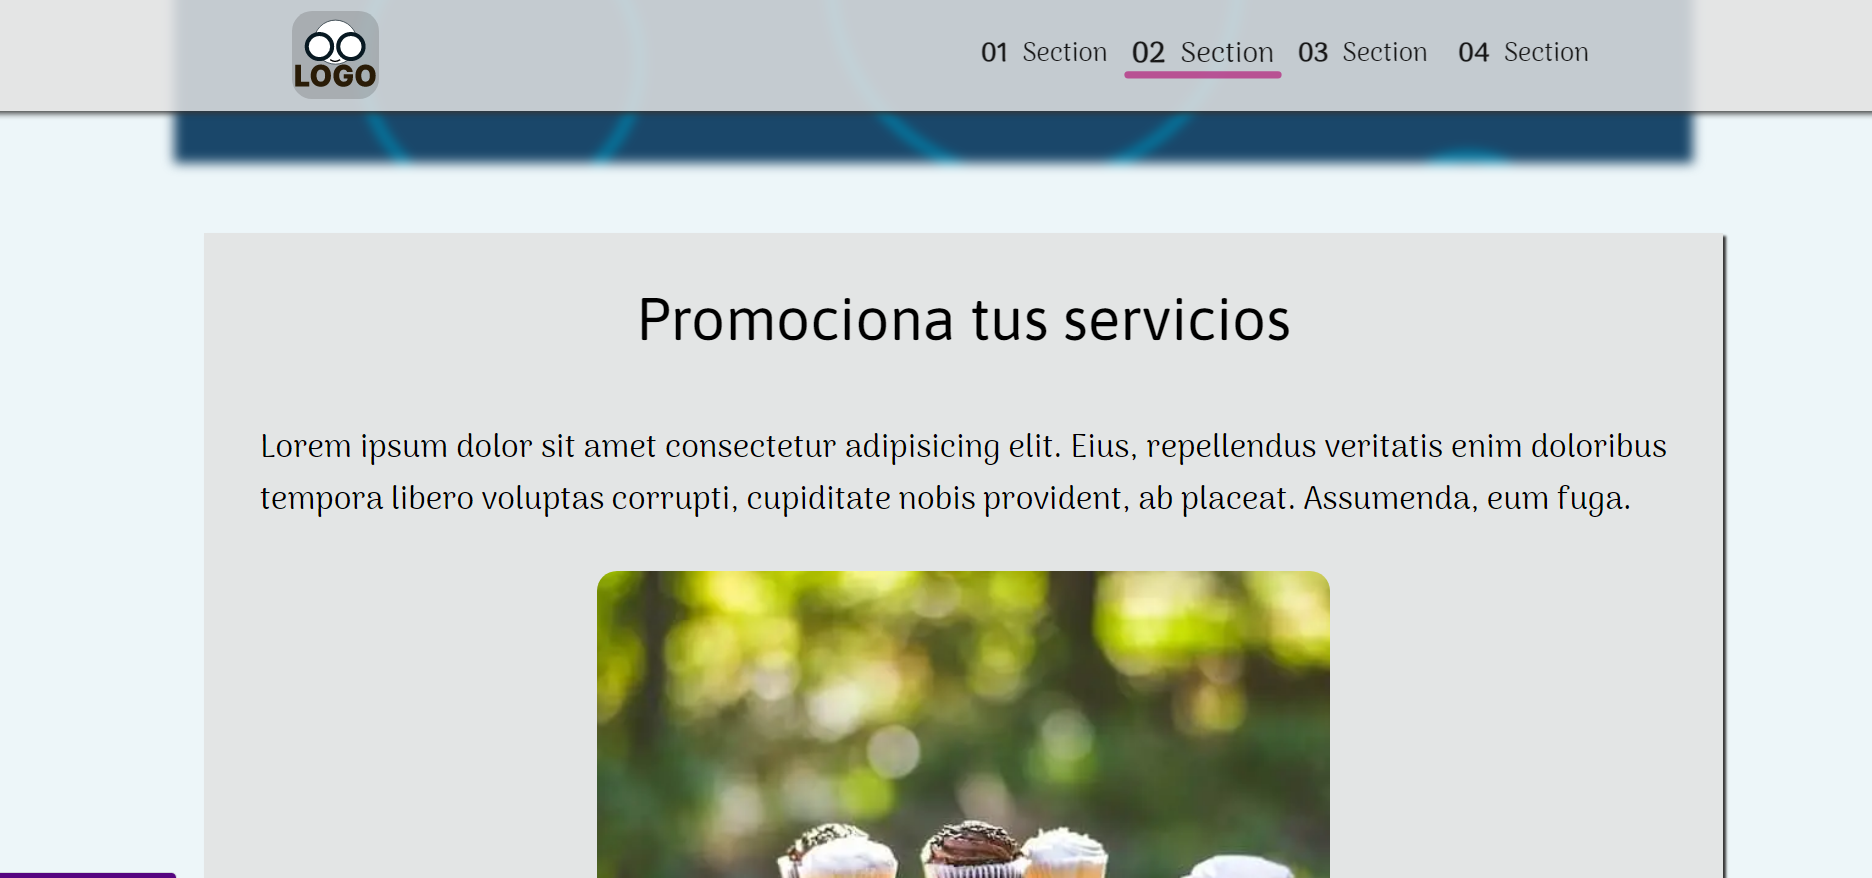 LOGO
01 Section 02 Section 03 Section 04 Section
Promociona tus servicios
Lorem ipsum dolor sit amet consectetur adipisicing elit. Eius, repellendus veritatis enim doloribus
tempora libero voluptas corrupti, cupiditate nobis provident, ab placeat. Assumenda, eum fuga.